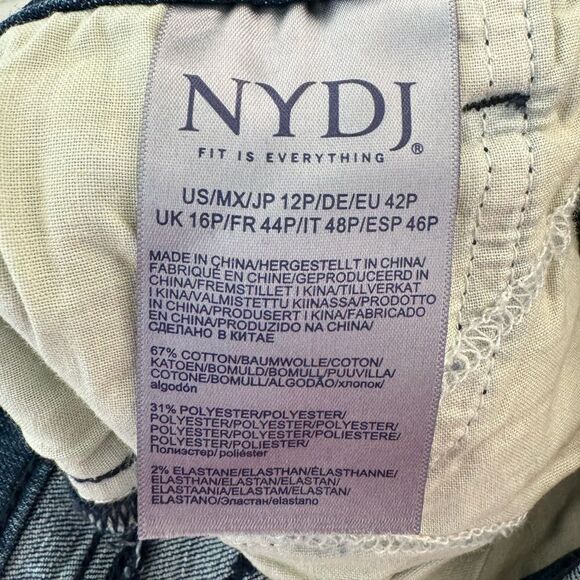 NYDJ®
FIT IS EVERYTHING
US/MX/JP 12P/DE/EU 42P
UK 16P/FR 44P/IT 48P/ESP 46P
MADE IN CHINA/HERGESTELLT IN CHINA/
FABRIQUÉ EN CHINE/GEPRODUCEERD IN
CHINA/FREMSTILLET I KINA/TILLVERKAT
I KINA/VALMISTETTU KIINASSA/PRODOTTO
IN CHINA/PRODUSERT I KINA/FABRICADO
EN CHINA/PRODUZIDO NA CHINA/
СДЕЛАНО В КИТАЕ
67% COTTON/BAUMWOLLE/COTON/
KATOEN/BOMULD/BOMULL/PUUVILLA/
COTONE/BOMULL/ALGODÃO/хлопок/
algodón
31% POLYESTER/POLYESTER/
POLYESTER/POLYESTER/POLYESTER/
POLYESTER/POLYESTERI/POLIESTERE/
POLYESTER/POLIESTER/
Полиэстер/ poliéster
2% ELASTANE/ELASTHAN/ÉLASTHANNE/
ELASTHAN/ELASTAN/ELASTAN/
ELASTAANIA/ELASTAM/ELASTAN/
ELASTANO/Эластан/elastano